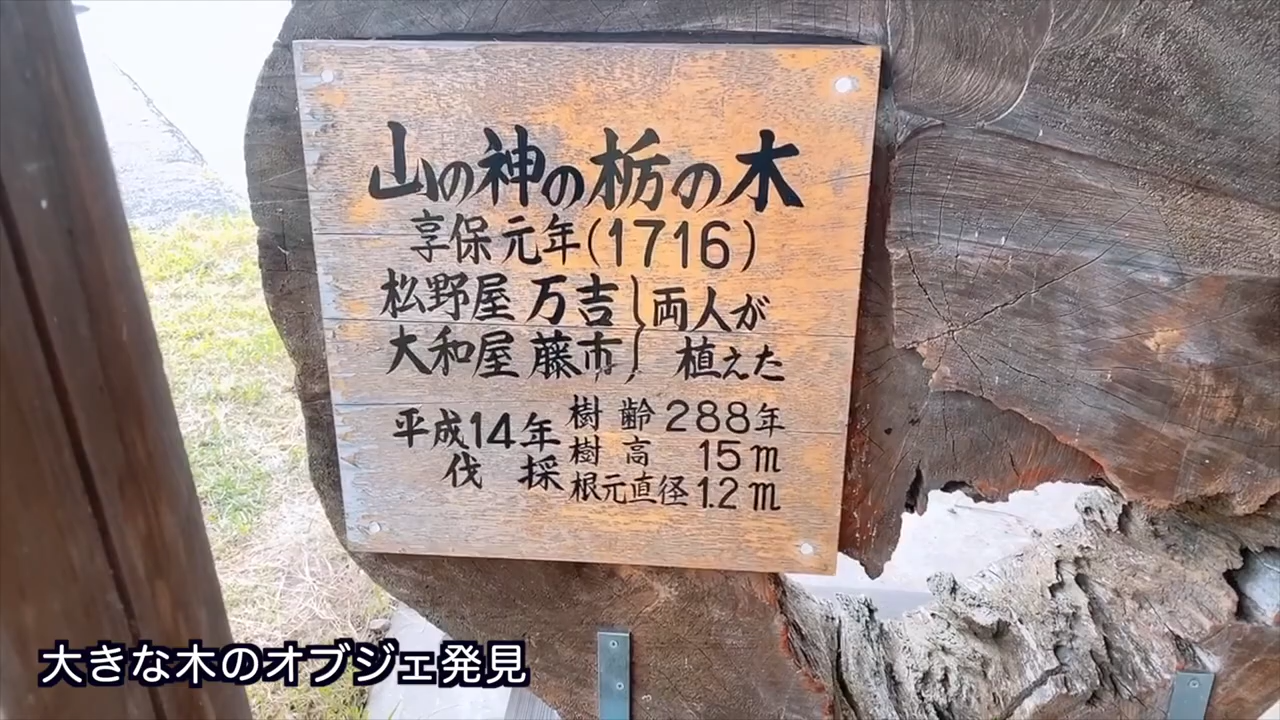 山の神の栃の木
享保元年(1716)
松野屋 万吉
大和屋 藤市
両人が
植えた
平成14年
伐 採
樹 齢 288年
樹 高 15m
根元直径 1.2m
大きな木のオブジェ発見